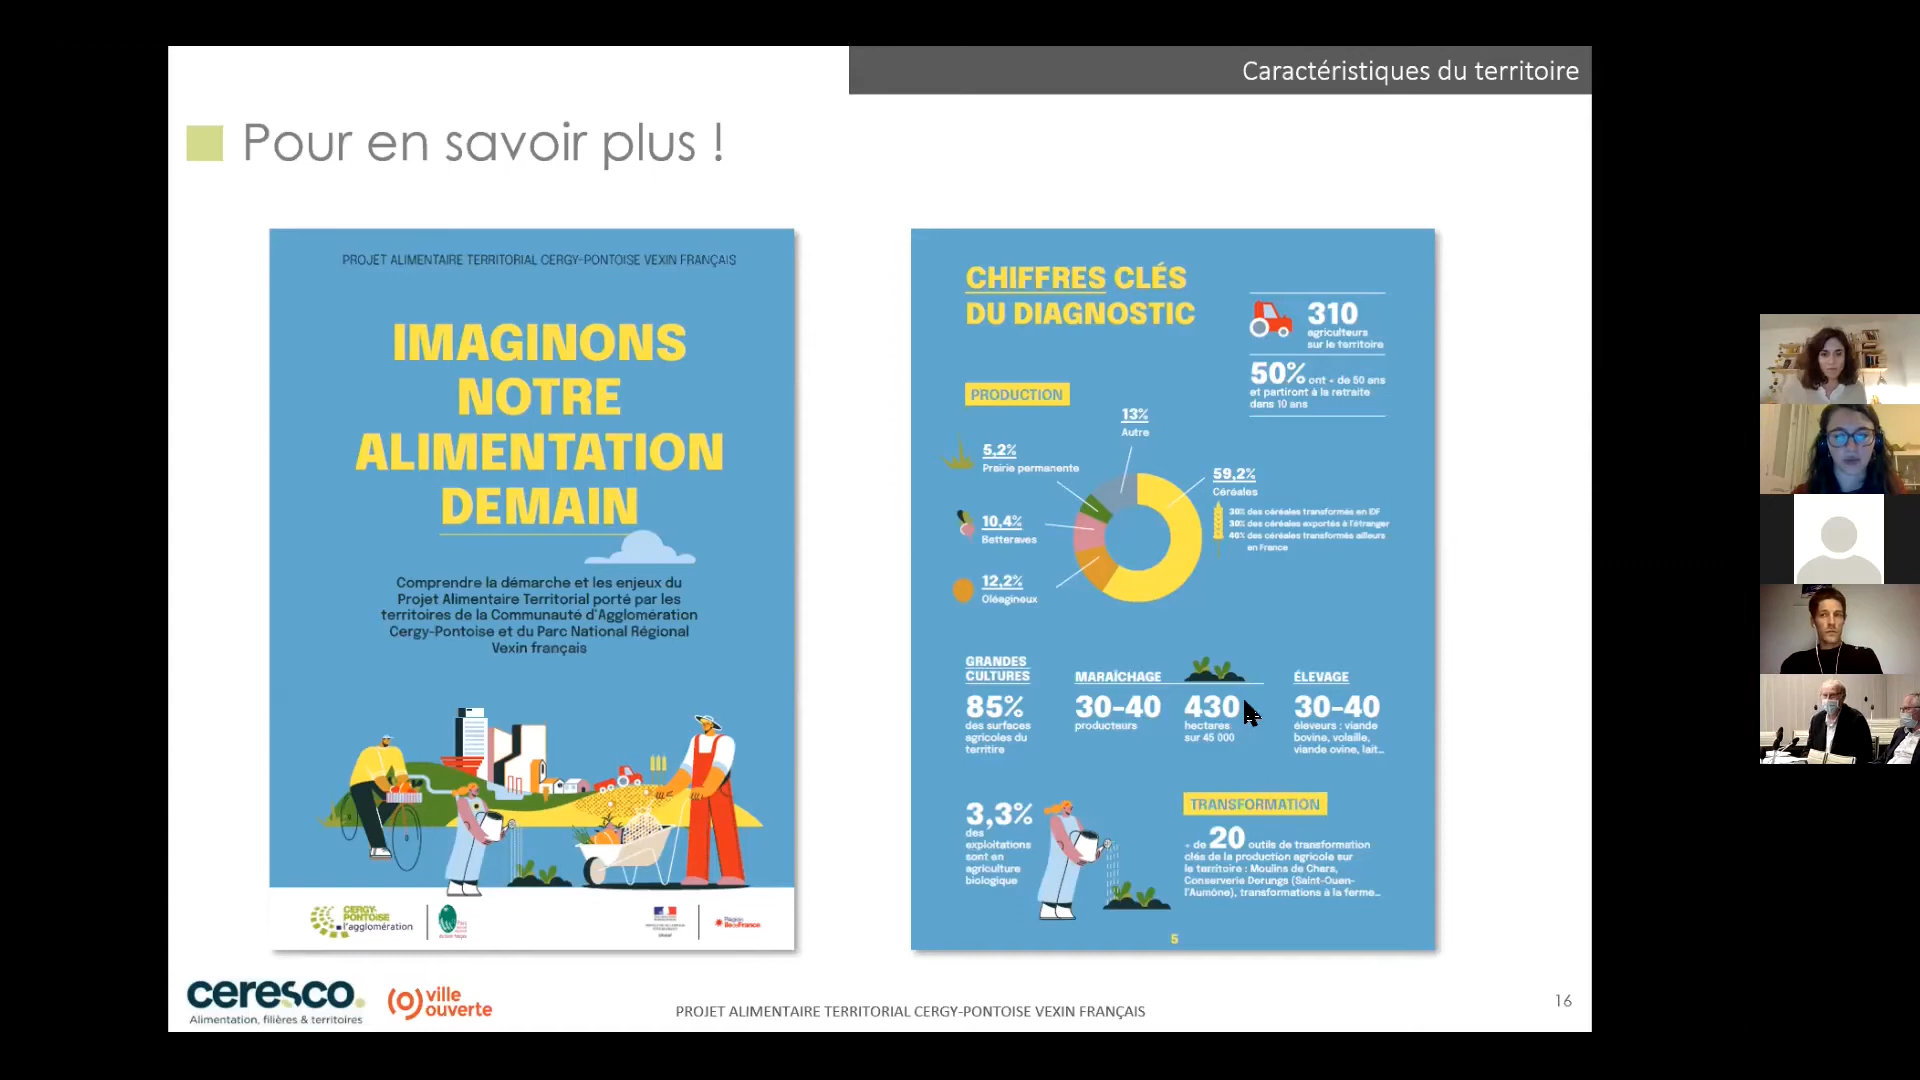 Caractéristiques du territoire
Pour en savoir plus !
PROJET ALIMENTAIRE TERRITORIAL CERGY-PONTOISE VEXIN FRANÇAIS
IMAGINONS
NOTRE
ALIMENTATION
DEMAIN
Comprendre la démarche et les enjeux du
Projet Alimentaire Territorial porté par les
territoires de la Communauté d'Agglomération
Cergy-Pontoise et du Parc National Régional
Vexin français
CERGY-
PONTOISE
l'agglomération
Région
îledeFrance
CHIFFRES CLÉS
DU DIAGNOSTIC
310
agriculteurs
sur le territoire
50% ont + de 50 ans
et partiront à la retraite
dans 10 ans
PRODUCTION
13%
Autre
5,2%
Prairie permanente
59,2%
Céréales
30% des céréales transformés en IDF
30% des céréales exportés à l'étranger
40% des céréales transformés ailleurs
en France
10,4%
Betteraves
12,2%
Oléagineux
GRANDES
CULTURES
85%
des surfaces
agricoles du
territire
MARAÎCHAGE
30-40
producteurs
430
hectares
sur 45 000
ÉLEVAGE
30-40
éleveurs : viande
bovine, volaille,
viande ovine, lait...
3,3%
des
exploitations
sont en
agriculture
biologique
TRANSFORMATION
+ de 20 outils de transformation
clés de la production agricole sur
le territoire : Moulins de Chars,
Conserverie Dorungs (Saint-Ouen-
l'Aumône), transformations à la ferme...
5
ceresco.
Alimentation, filières & territoires
ville
ouverte
PROJET ALIMENTAIRE TERRITORIAL CERGY-PONTOISE VEXIN FRANÇAIS
16